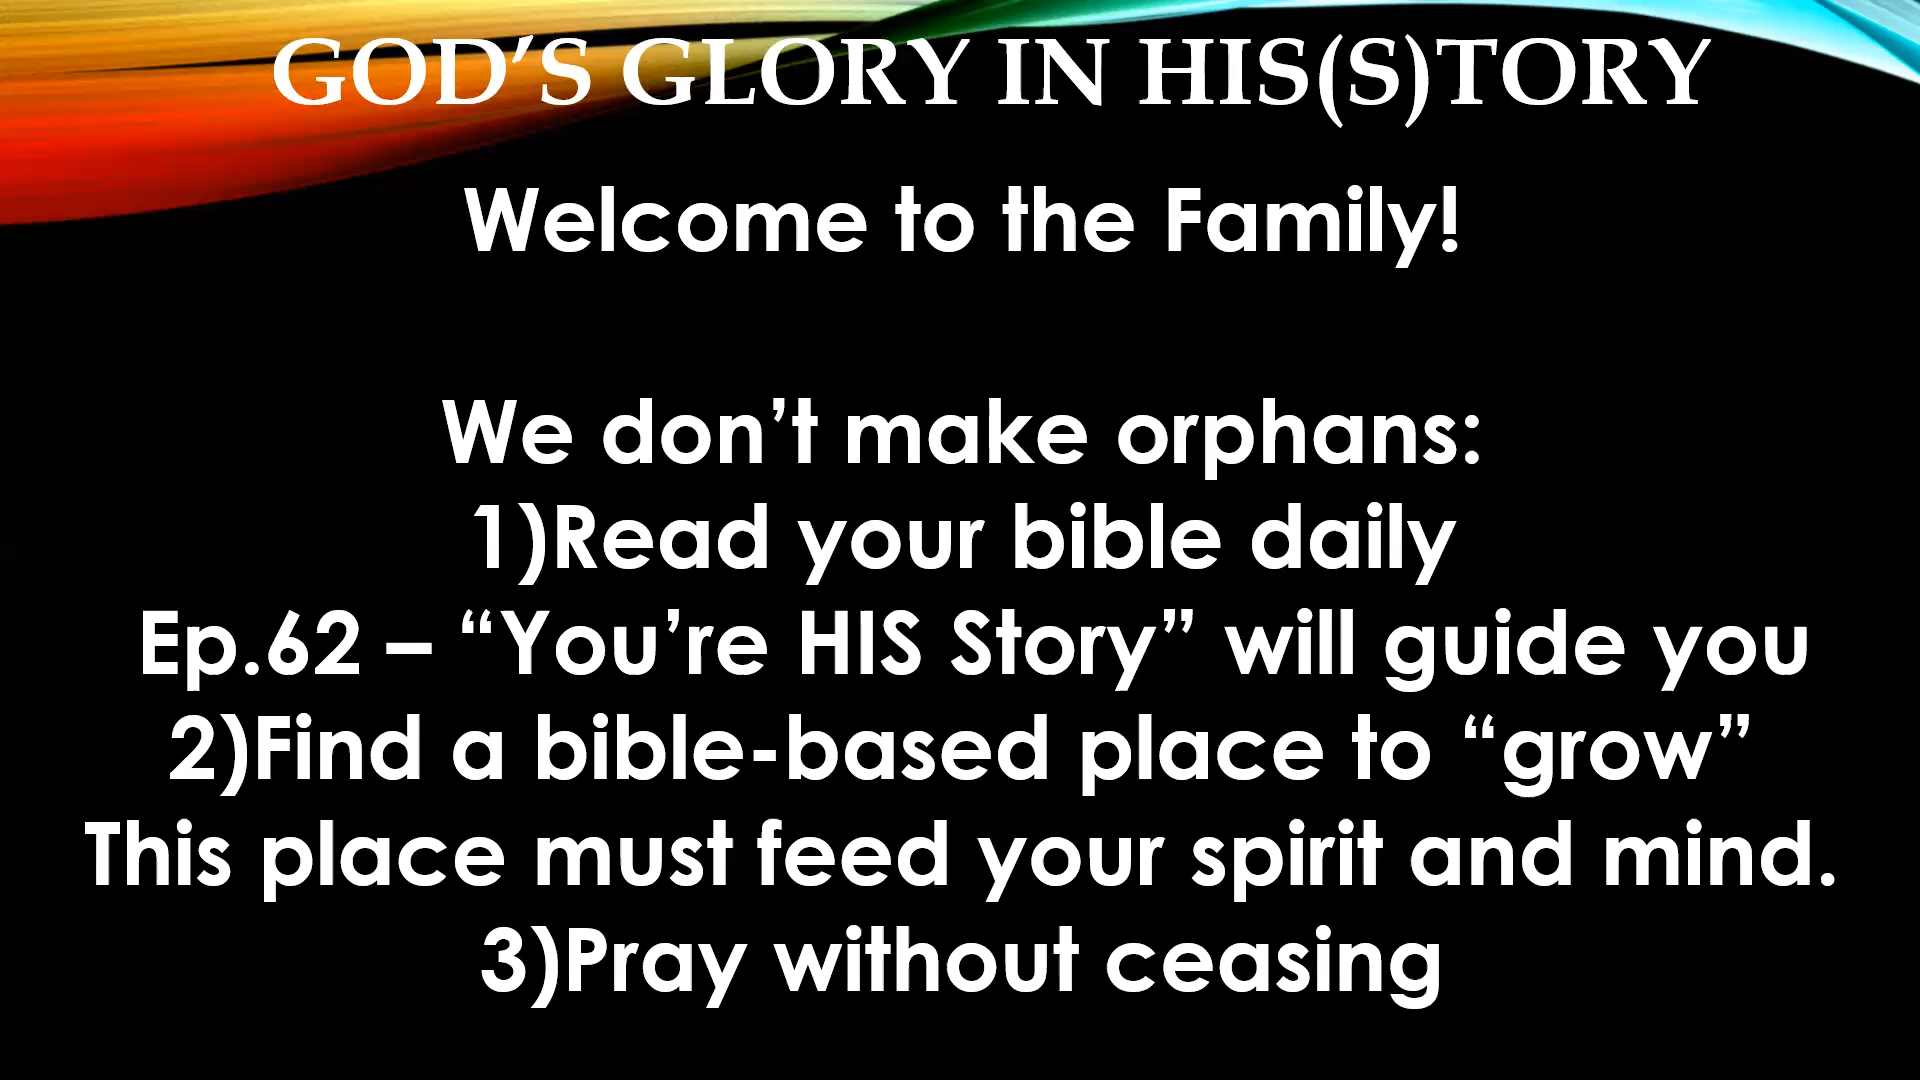 GOD’S GLORY IN HIS(S)TORY
Welcome to the Family!
We don’t make orphans:
1)Read your bible daily
Ep.62 – “You’re HIS Story” will guide you
2)Find a bible-based place to “grow”
This place must feed your spirit and mind.
3)Pray without ceasing